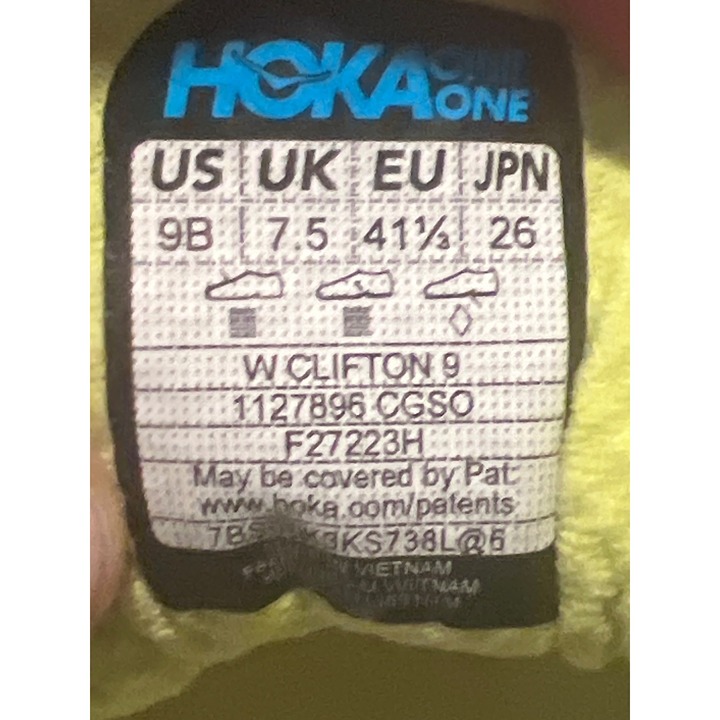 HOKA ONE
US UK EU JPN
9B 7.5 41⅓ 26
W CLIFTON 9
1127896 CGSO
F27223H
May be covered by Pat.
www.hoka.com/patents
VIETNAM